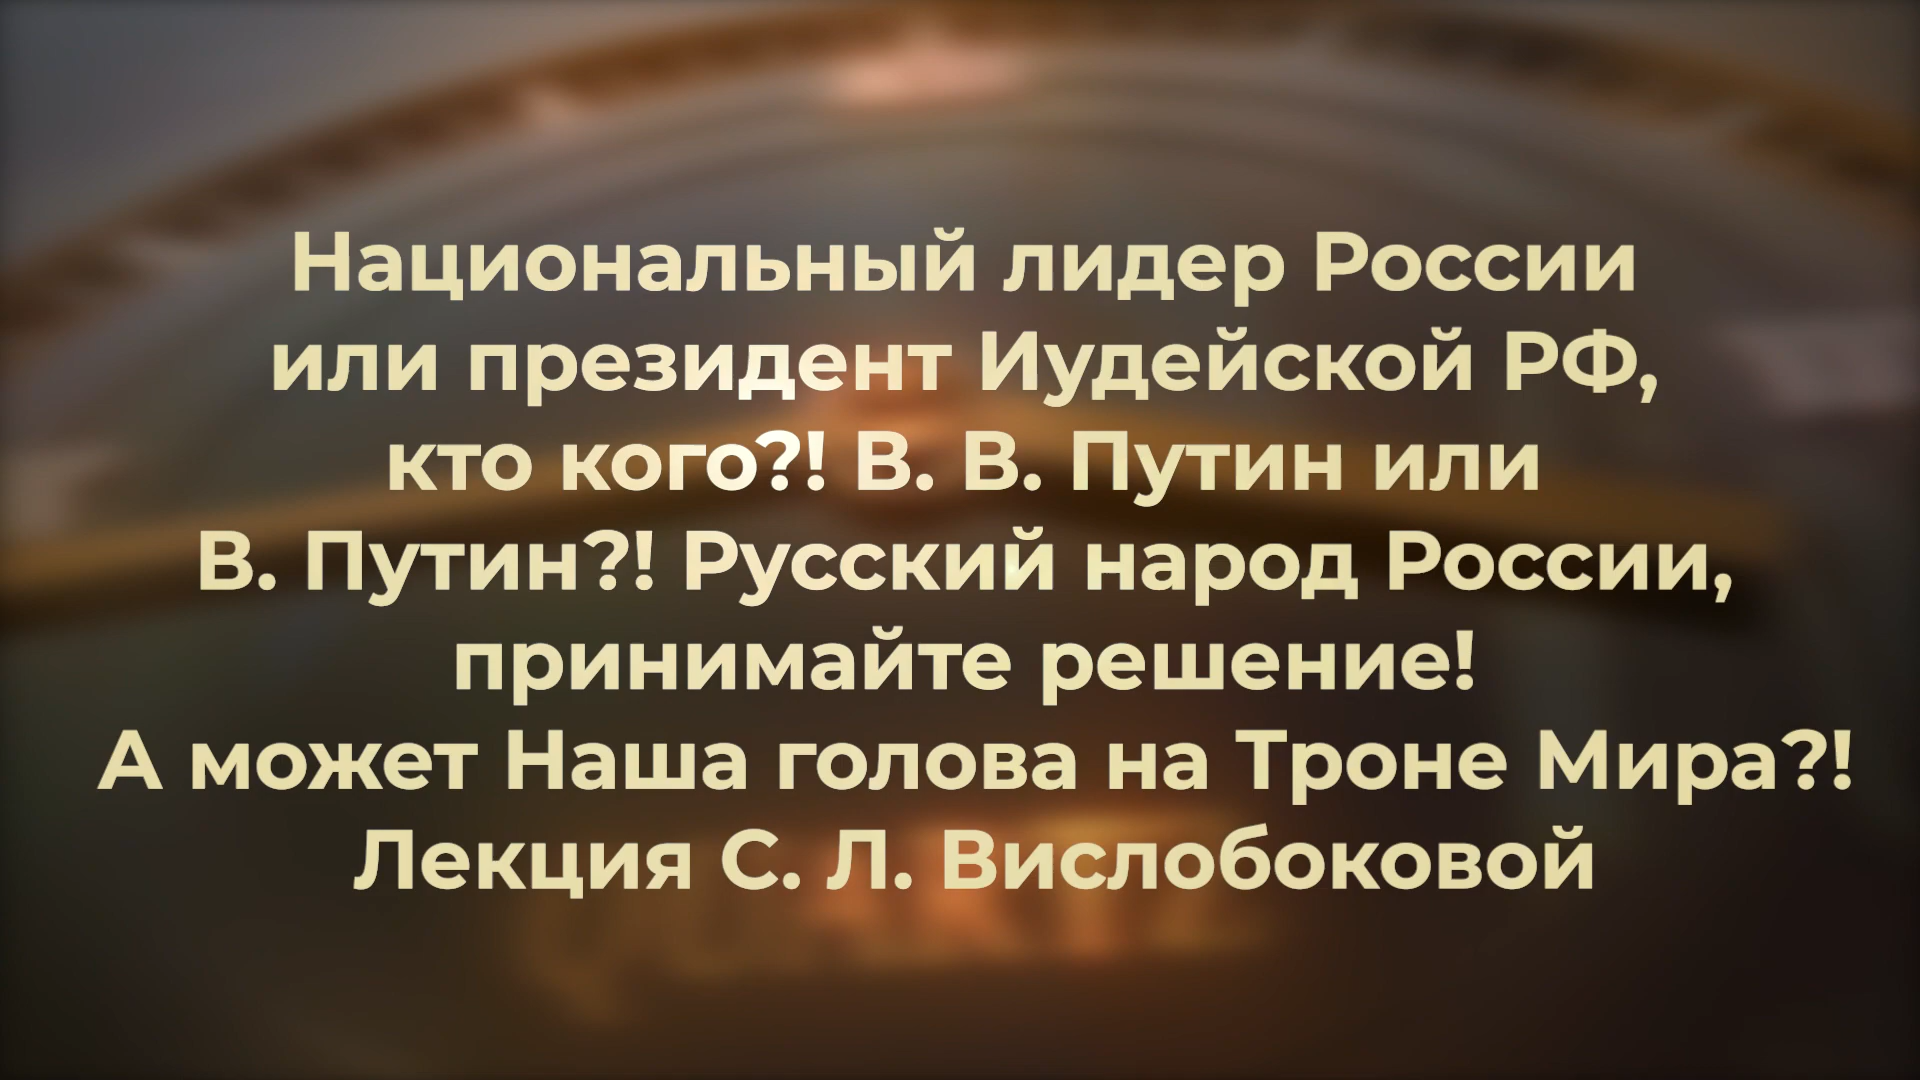 Национальный лидер России
или президент Иудейской РФ,
кто кого?! В. В. Путин или
В. Путин?! Русский народ России,
принимайте решение!
А может Наша голова на Троне Мира?!
Лекция С. Л. Вислобоковой